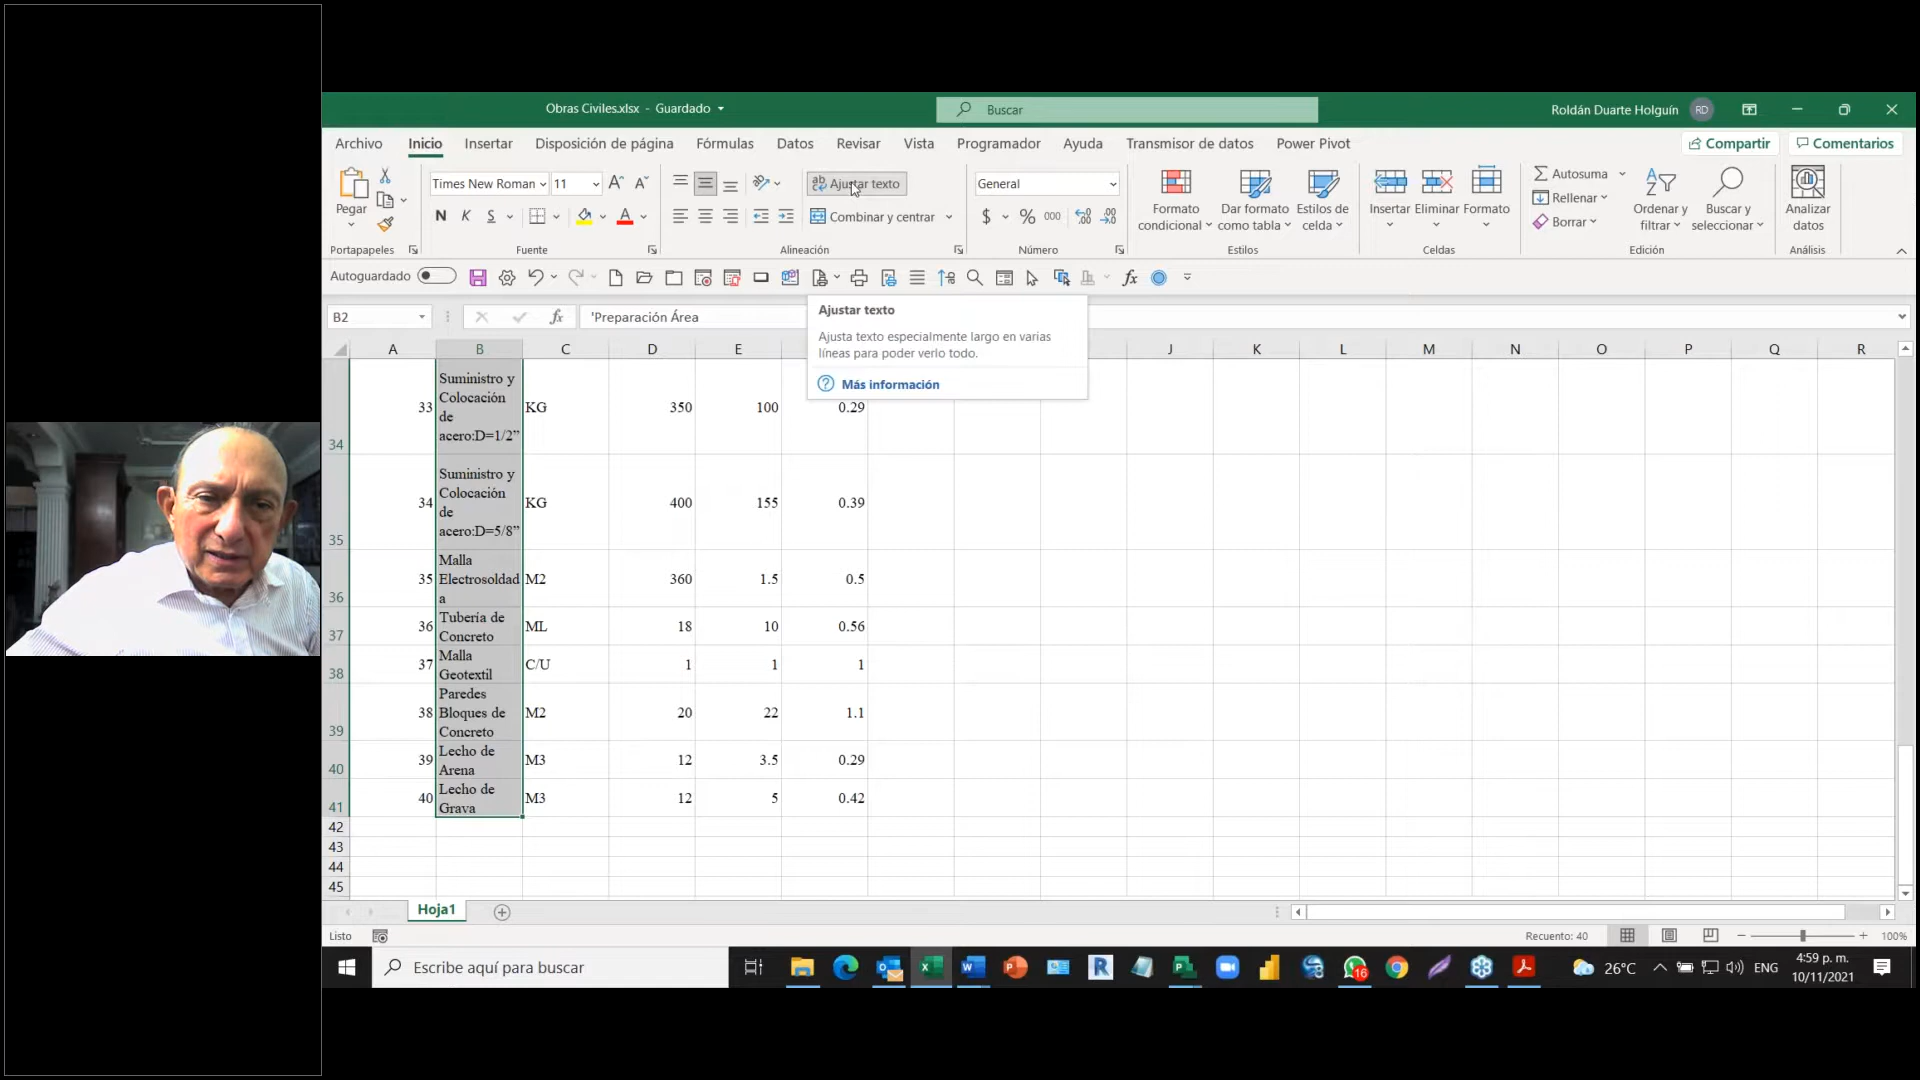 Obras Civiles.xlsx - Guardado
Buscar
Roldán Duarte Holguín RD
Archivo Inicio Insertar Disposición de página Fórmulas Datos Revisar Vista Programador Ayuda Transmisor de datos Power Pivot Compartir Comentarios
Pegar
Portapapeles
Times New Roman 11
N K S
Fuente
Ajustar texto
Combinar y centrar
Alineación
General
$ % 000
Número
Formato condicional
Dar formato como tabla
Estilos de celda
Estilos
Insertar Eliminar Formato
Celdas
Autosuma
Rellenar
Borrar
Ordenar y filtrar
Buscar y seleccionar
Edición
Analizar datos
Análisis
Autoguardado
B2 fx 'Preparación Área
Ajustar texto
Ajusta texto especialmente largo en varias
líneas para poder verlo todo.
Más información
A B C D E J K L M N O P Q R
34 33 Suministro y Colocación de acero:D=1/2” KG 350 100 0.29
35 34 Suministro y Colocación de acero:D=5/8” KG 400 155 0.39
36 35 Malla Electrosoldada M2 360 1.5 0.5
37 36 Tuberia de Concreto ML 18 10 0.56
38 37 Malla Geotextil C/U 1 1 1
39 38 Paredes Bloques de Concreto M2 20 22 1.1
40 39 Lecho de Arena M3 12 3.5 0.29
41 40 Lecho de Grava M3 12 5 0.42
42
43
44
45
Hoja1
Listo Recuento: 40 100%
Escribe aquí para buscar
16
26°C ENG
4:59 p. m.
10/11/2021